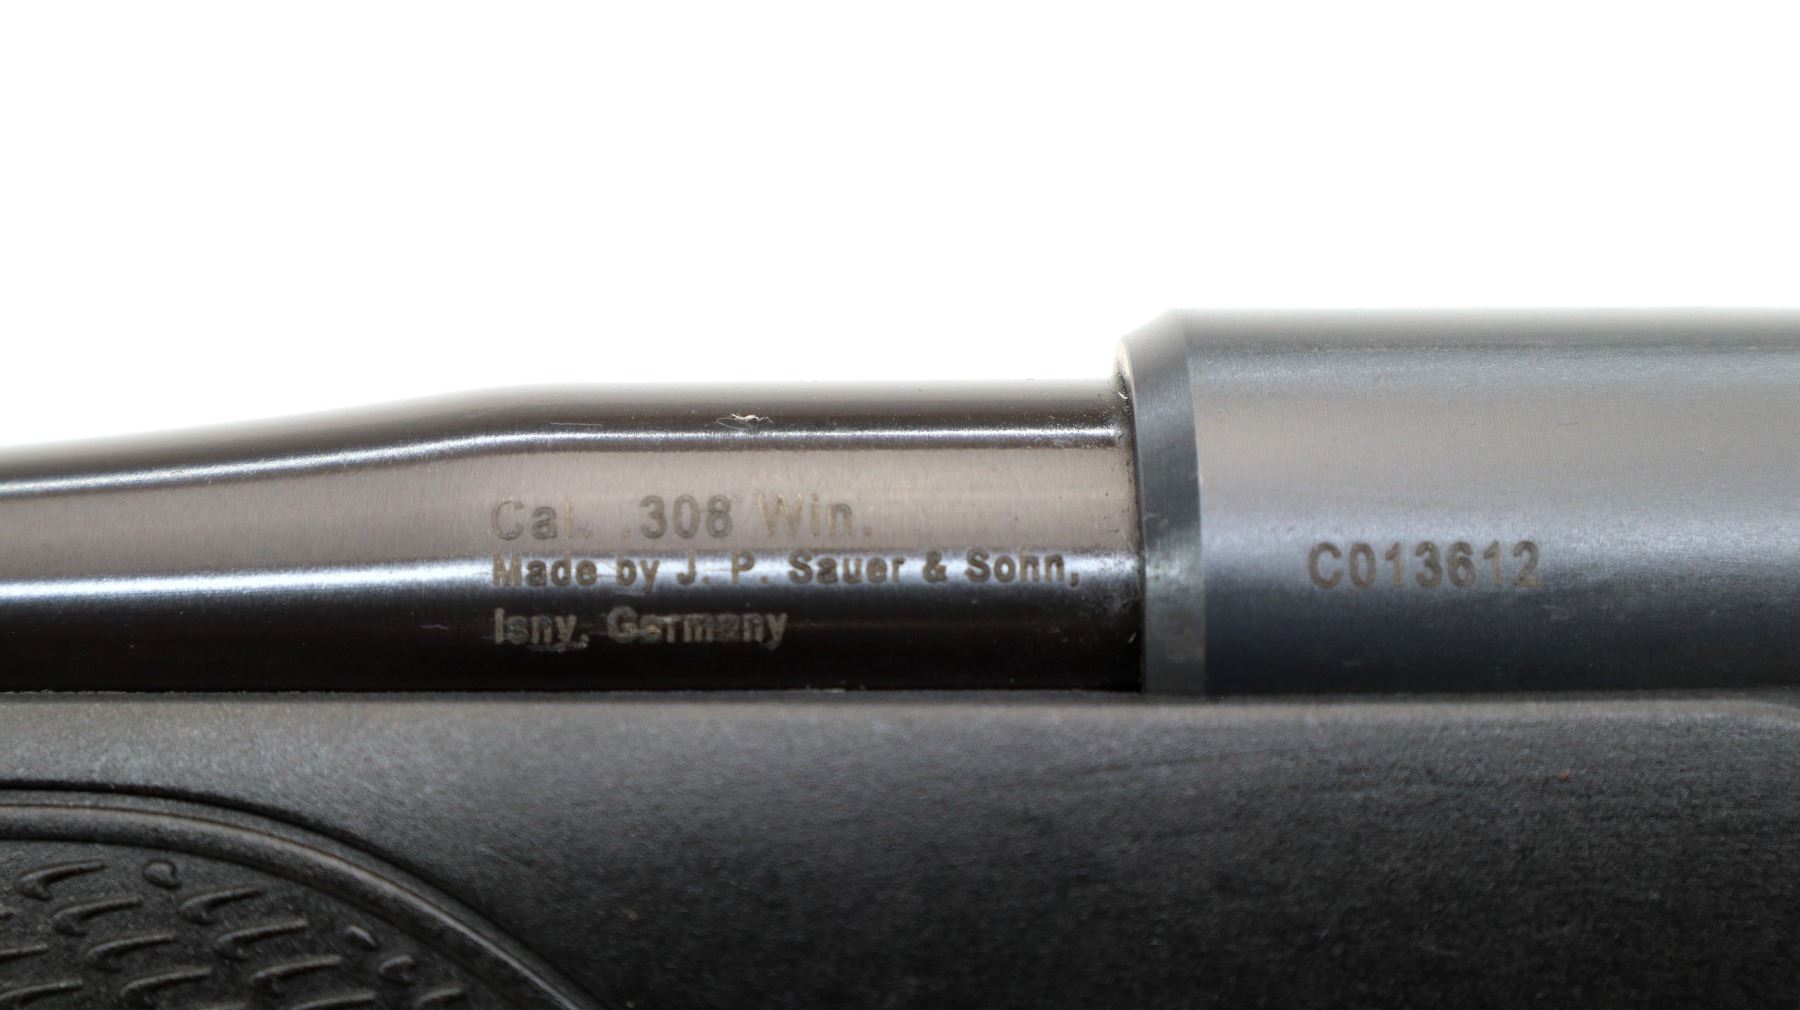 Cal. .308 Win.
Made by J. P. Sauer & Sohn,
Isny, Germany
C013612